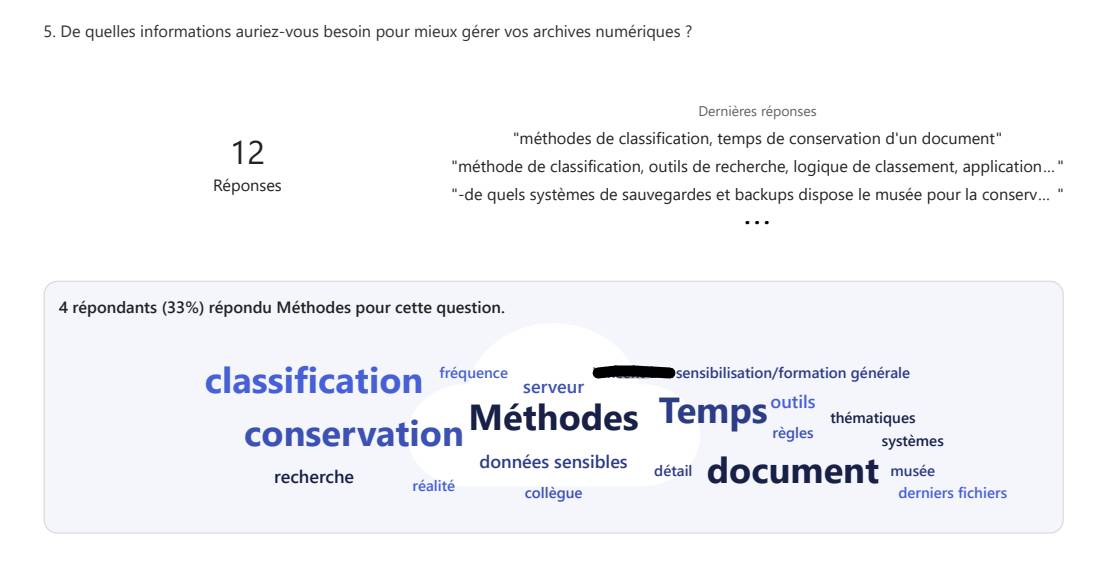 5. De quelles informations auriez-vous besoin pour mieux gérer vos archives numériques ?
12
Réponses
Dernières réponses
"méthodes de classification, temps de conservation d'un document"
"méthode de classification, outils de recherche, logique de classement, application... "
"-de quels systèmes de sauvegardes et backups dispose le musée pour la conserv... "
...
4 répondants (33%) répondu Méthodes pour cette question.
classification fréquence serveur sensibilisation/formation générale
conservation Méthodes Temps outils règles thématiques systèmes
recherche réalité données sensibles collègue détail document musée derniers fichiers